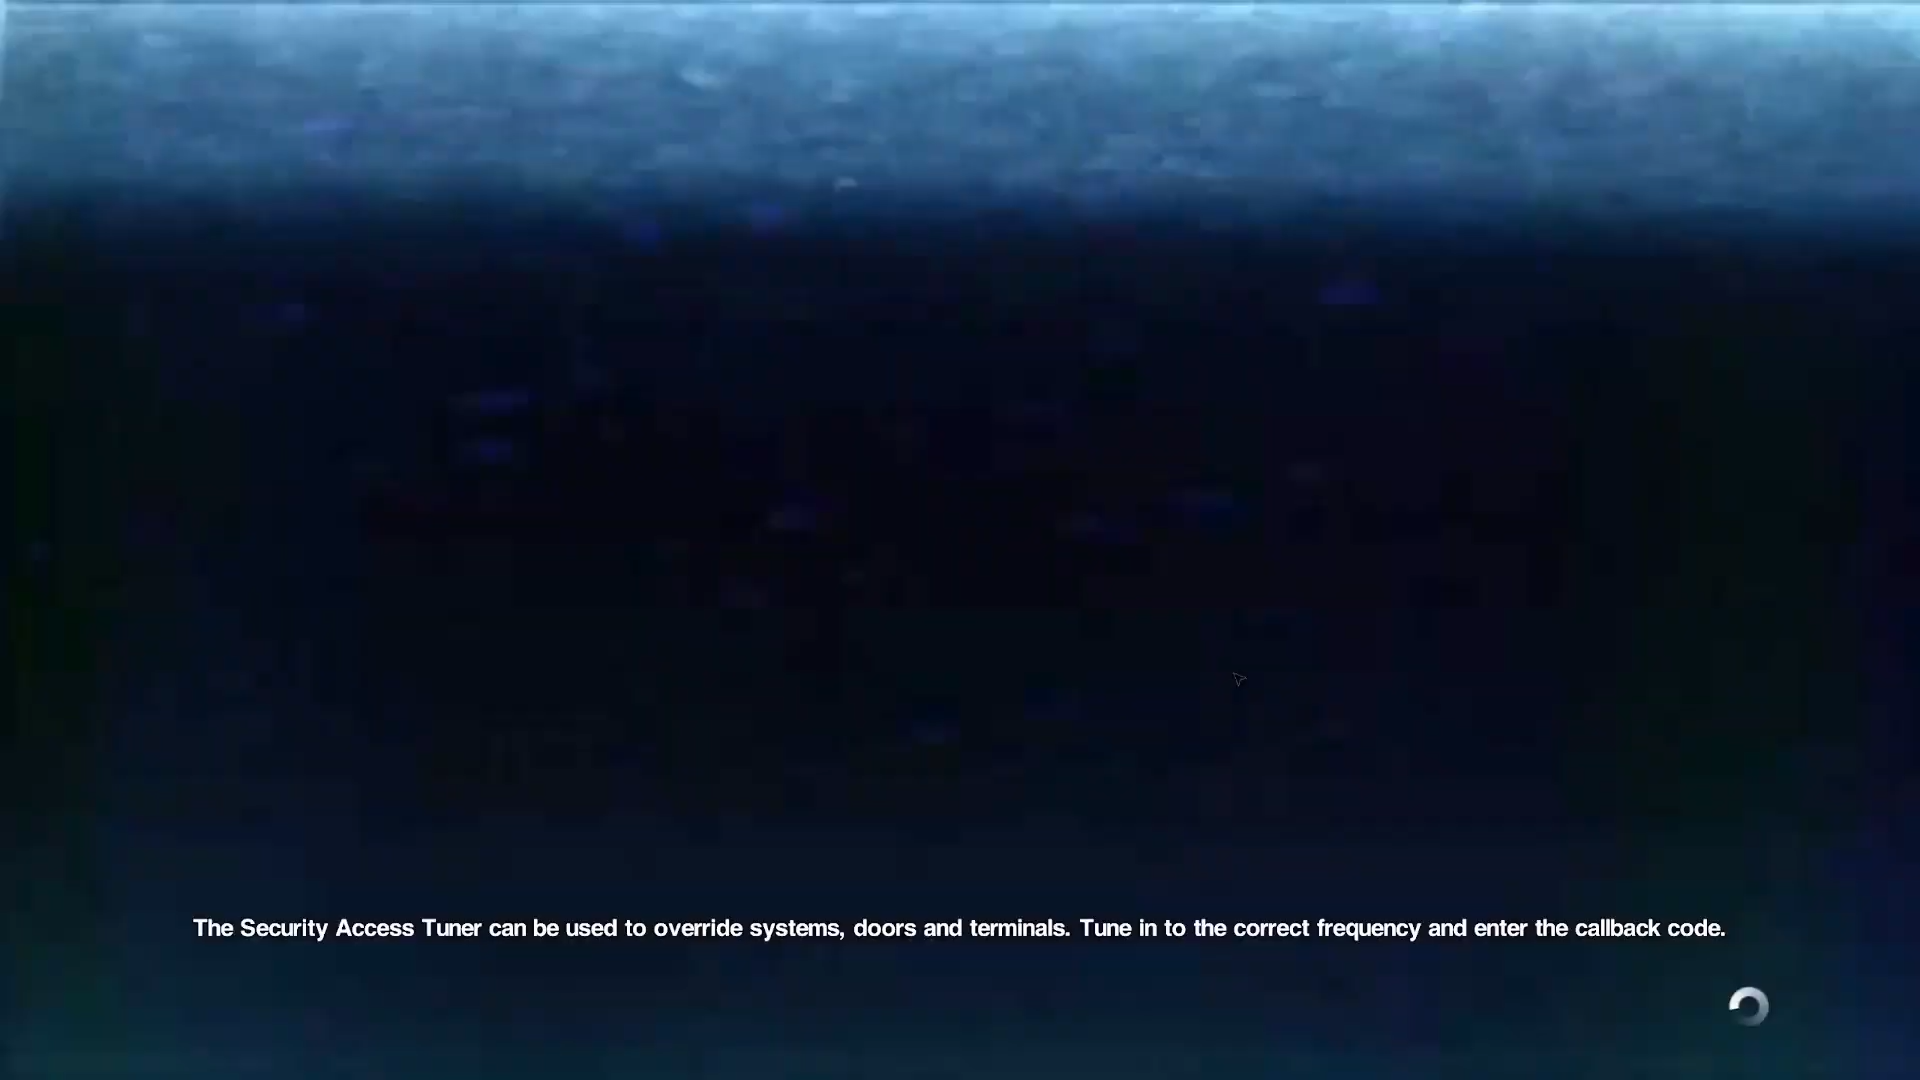 The Security Access Tuner can be used to override systems, doors and terminals. Tune in to the correct frequency and enter the callback code.